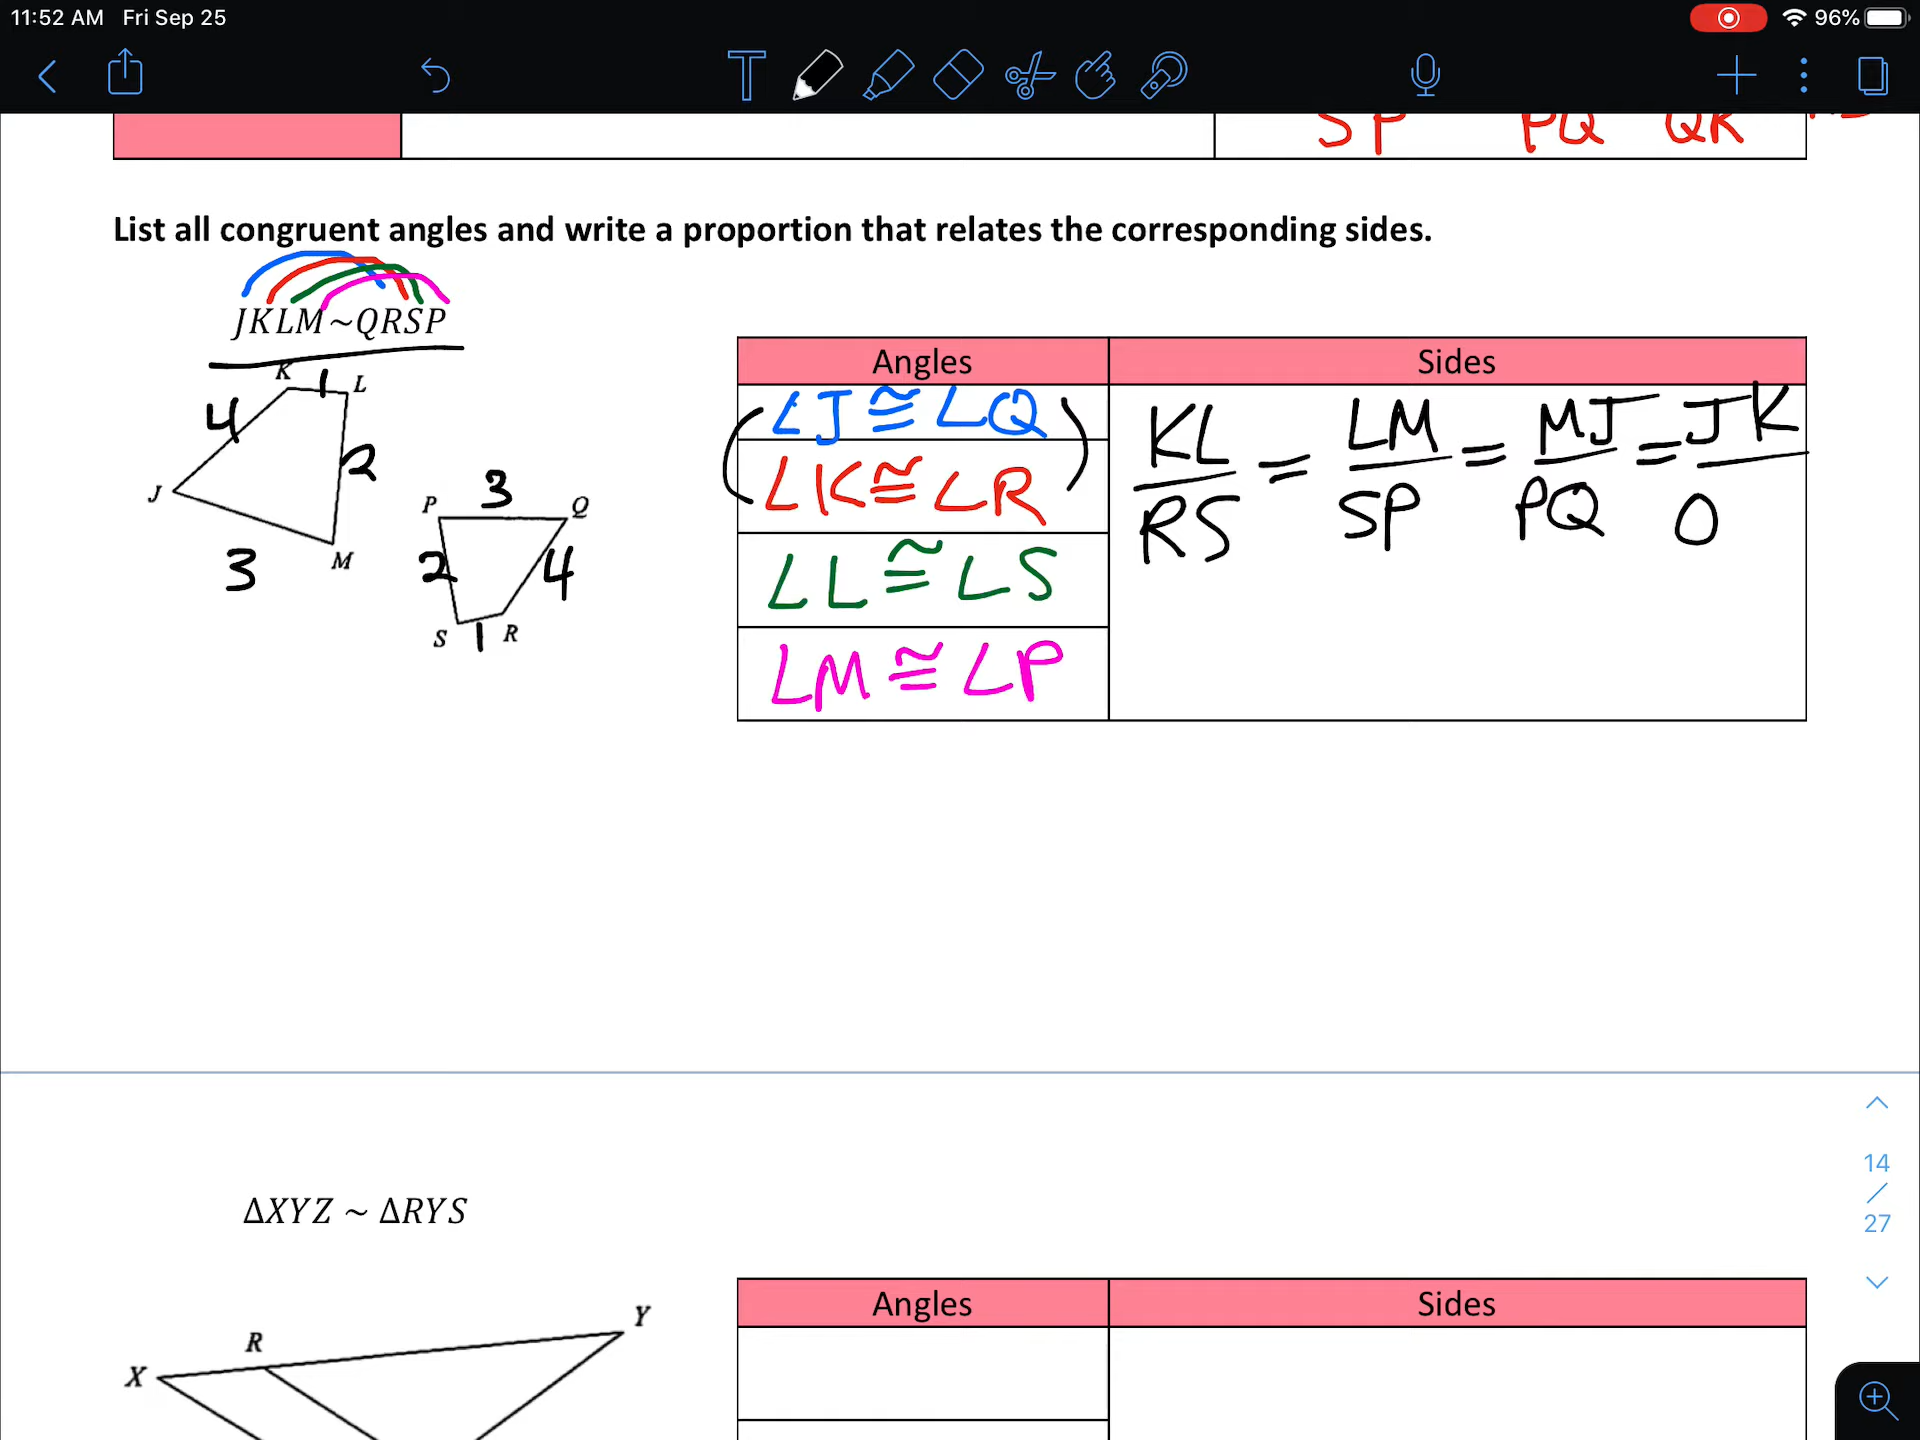 11:52 AM Fri Sep 25
96%
SP PQ QR
List all congruent angles and write a proportion that relates the corresponding sides.
JKLM~QRSP
K 1 L
4
2
J
3
M
P 3 Q
2 4
S 1 R
Angles Sides
∠J ≅ ∠Q
∠K ≅ ∠R
∠L ≅ ∠S
∠M ≅ ∠P
KL = LM = MJ = JK
RS SP PQ O
ΔXYZ ~ ΔRYS
X R Y
Angles Sides
14
/
27
T